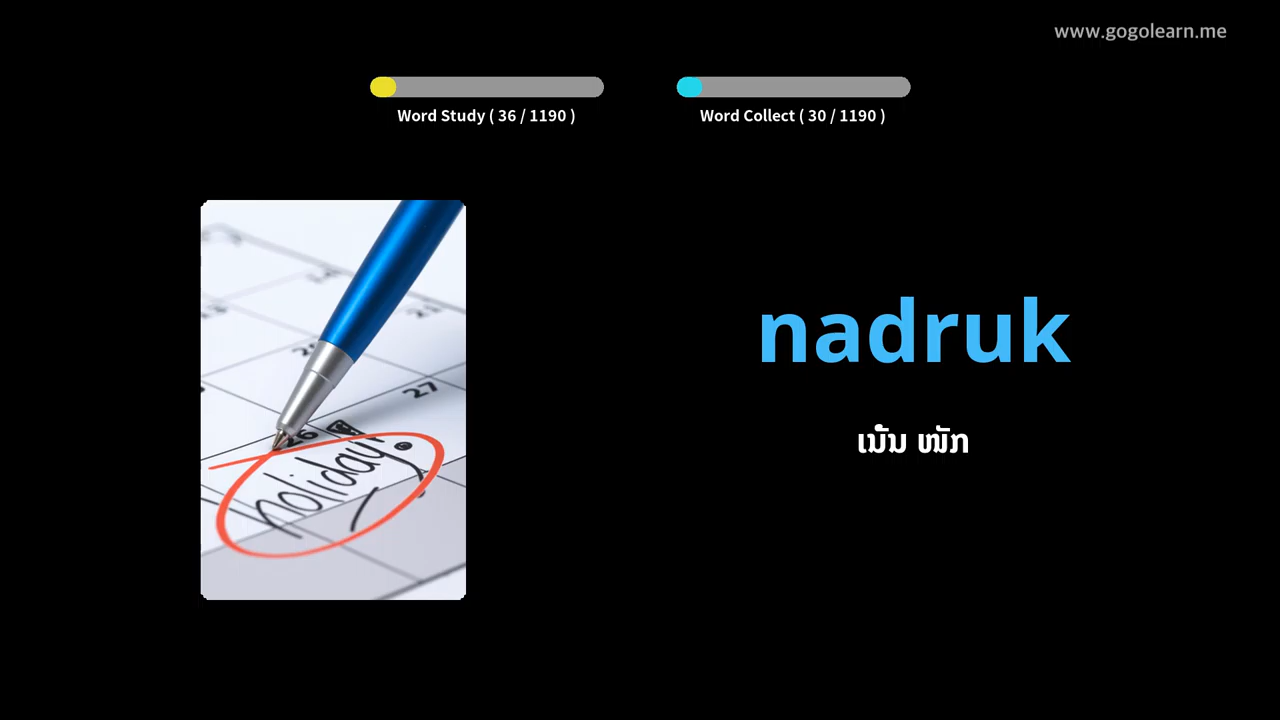 www.gogolearn.me
Word Study ( 36 / 1190 )
Word Collect ( 30 / 1190 )
nadruk
ເນັ້ນ ໜັກ
27
holiday!